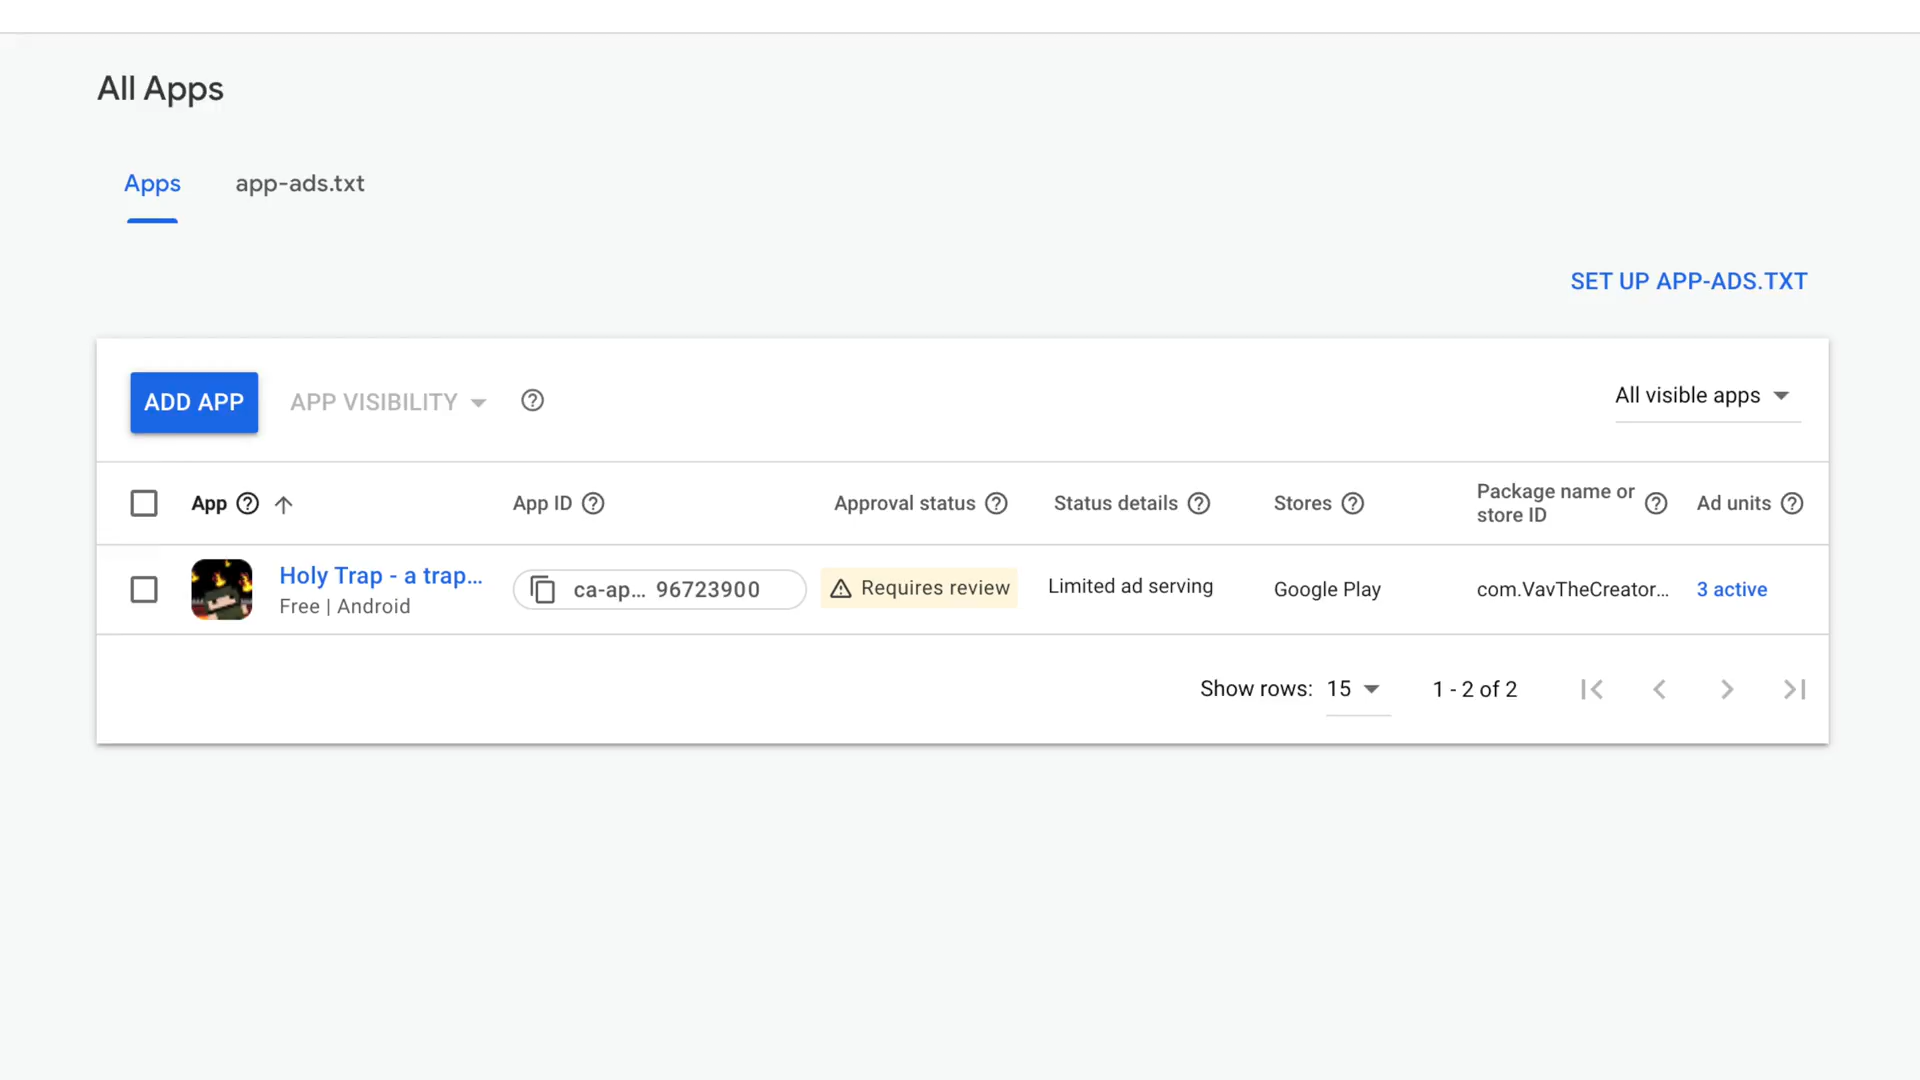 All Apps
Apps app-ads.txt
SET UP APP-ADS.TXT
ADD APP APP VISIBILITY All visible apps
App App ID Approval status Status details Stores Package name or store ID Ad units
Holy Trap - a trap... ca-ap... 96723900 Requires review Limited ad serving Google Play com.VavTheCreator... 3 active
Free | Android
Show rows: 15 1 - 2 of 2